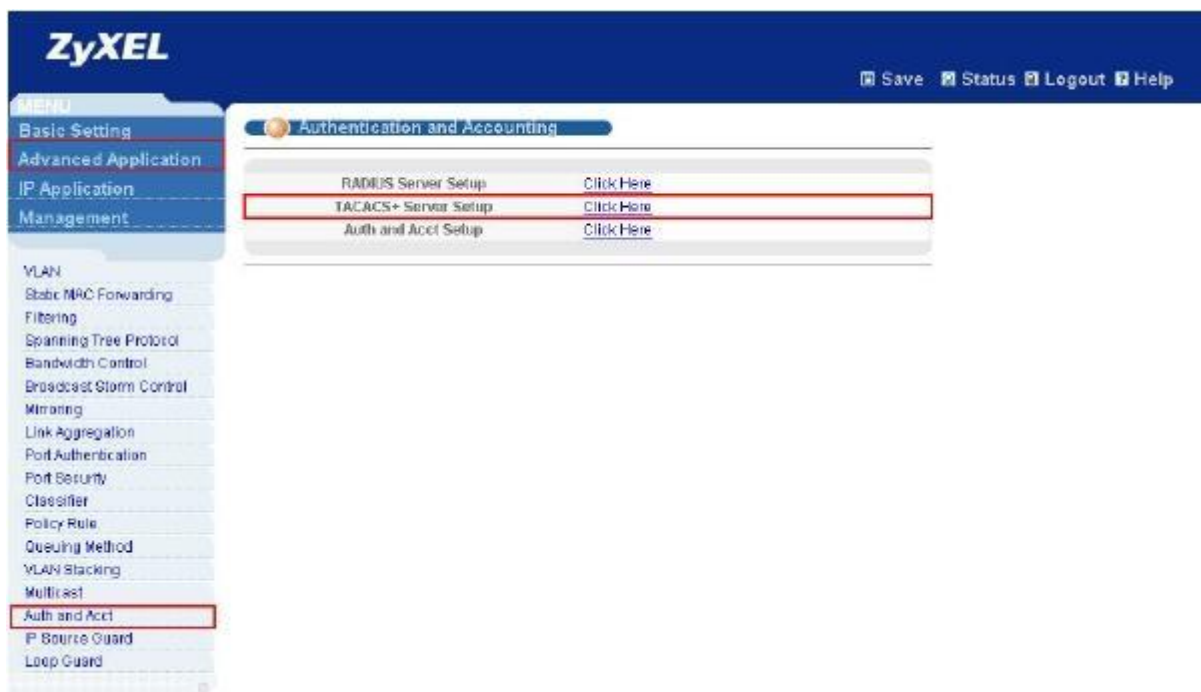 ZyXEL
Save Status Logout Help
MENU
Basic Setting
Advanced Application
IP Application
Management
Authentication and Accounting
RADIUS Server Setup Click Here
TACACS+ Server Setup Click Here
Auth and Acct Setup Click Here
VLAN
Static MAC Forwarding
Filtering
Spanning Tree Protocol
Bandwidth Control
Broadcast Storm Control
Mirroring
Link Aggregation
Port Authentication
Port Security
Classifier
Policy Rule
Queuing Method
VLAN Stacking
Multicast
Auth and Acct
IP Source Guard
Loop Guard